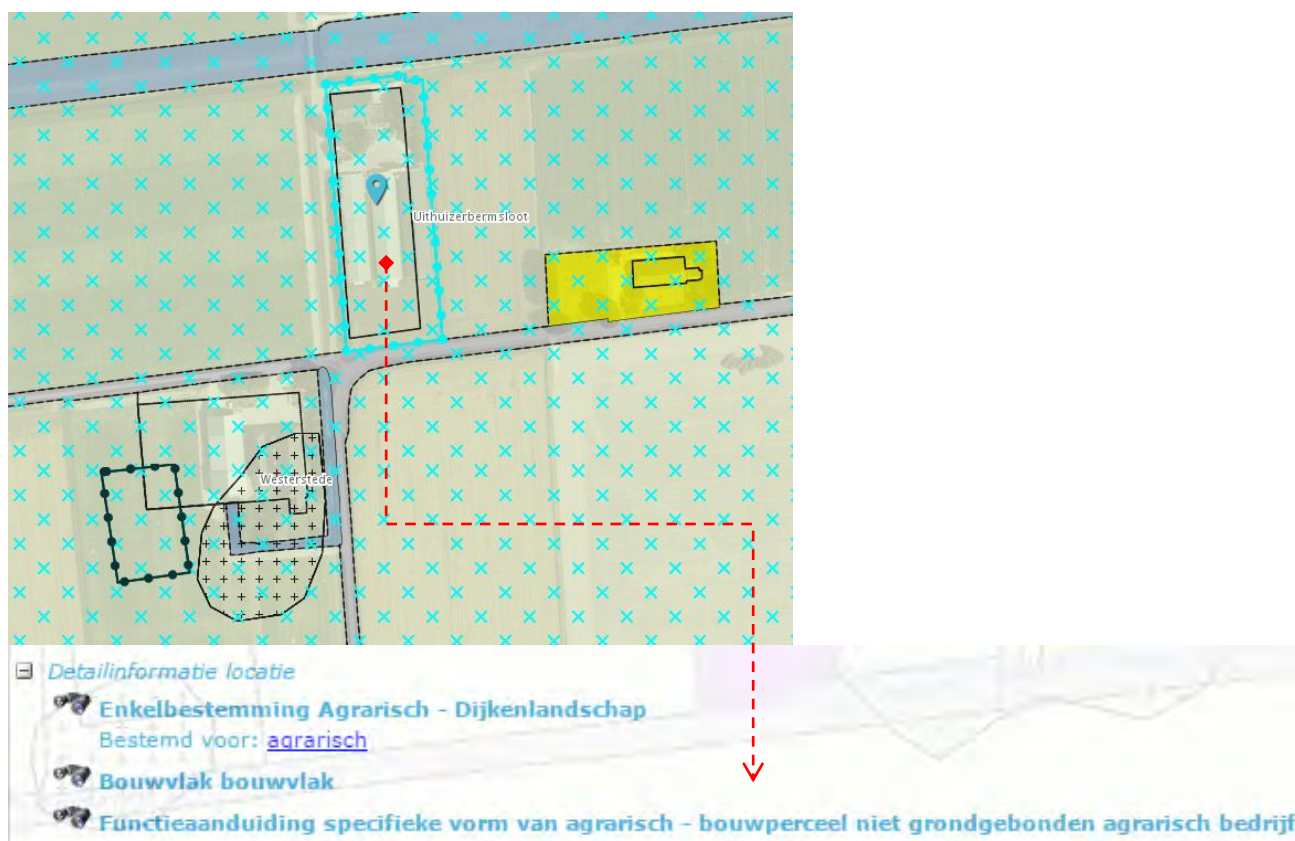 Uithuizerbermsloot
Westerstede
Detailinformatie locatie
Enkelbestemming Agrarisch - Dijkenlandschap
Bestemd voor: agrarisch
Bouwvlak bouwvlak
Functieaanduiding specifieke vorm van agrarisch - bouwperceel niet grondgebonden agrarisch bedrijf